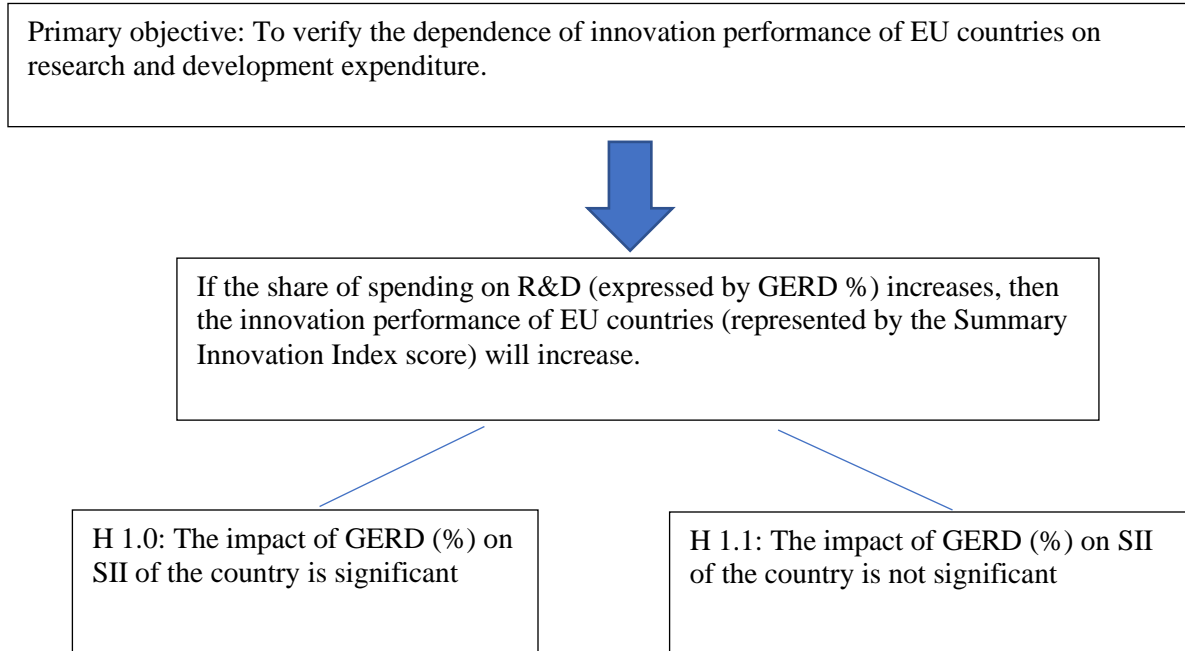 Primary objective: To verify the dependence of innovation performance of EU countries on
research and development expenditure.
If the share of spending on R&D (expressed by GERD %) increases, then
the innovation performance of EU countries (represented by the Summary
Innovation Index score) will increase.
H 1.0: The impact of GERD (%) on
SII of the country is significant
H 1.1: The impact of GERD (%) on SII
of the country is not significant